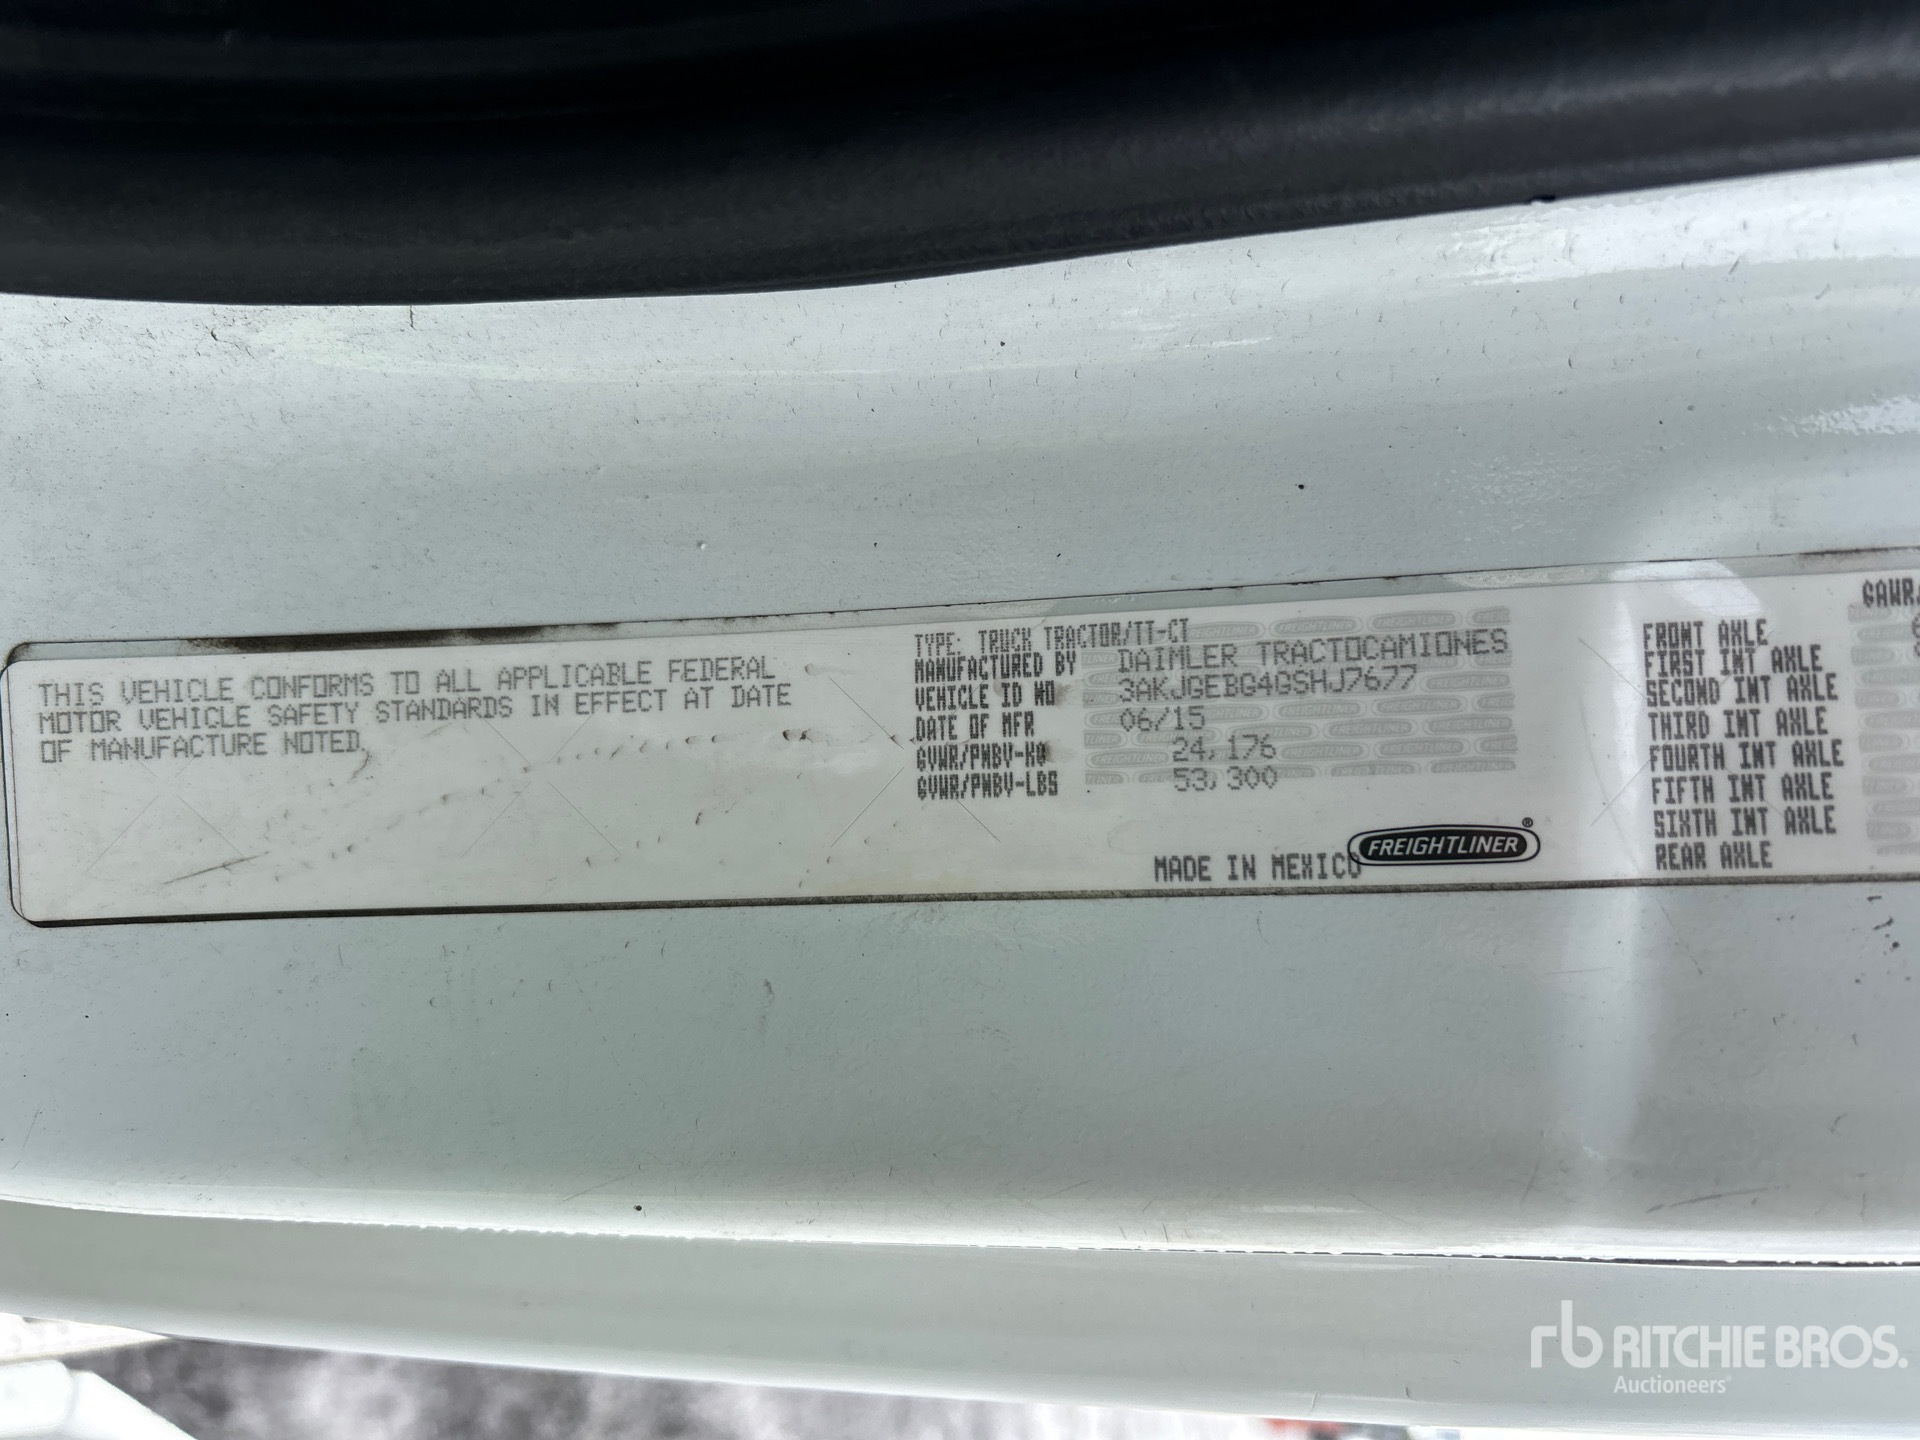 THIS VEHICLE CONFORMS TO ALL APPLICABLE FEDERAL
MOTOR VEHICLE SAFETY STANDARDS IN EFFECT AT DATE
OF MANUFACTURE NOTED.
TYPE: TRUCK TRACTOR/TT-CT
MANUFACTURED BY DAIMLER TRACTOCAMIONES
VEHICLE ID NO 3AKJGEBG4GSHJ7677
DATE OF MFR 06/15
GVWR/PNBV-KG 24,176
GVWR/PNBV-LBS 53,300
MADE IN MEXICO FREIGHTLINER®
GAWR/
FRONT AXLE
FIRST INT AXLE
SECOND INT AXLE
THIRD INT AXLE
FOURTH INT AXLE
FIFTH INT AXLE
SIXTH INT AXLE
REAR AXLE
rb RITCHIE BROS.
Auctioneers